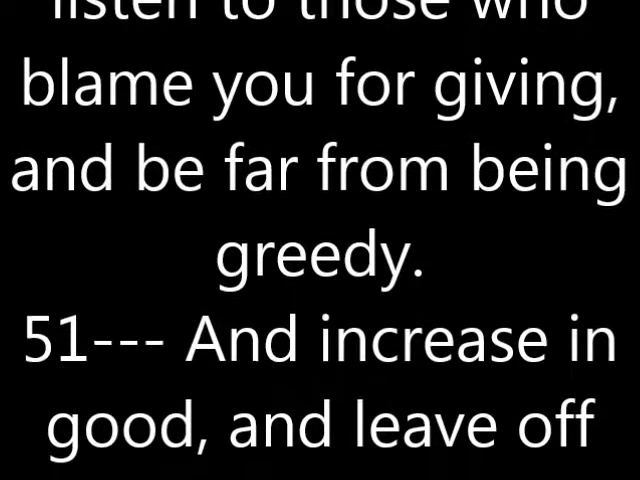 listen to those who
blame you for giving,
and be far from being
greedy.
51--- And increase in
good, and leave off